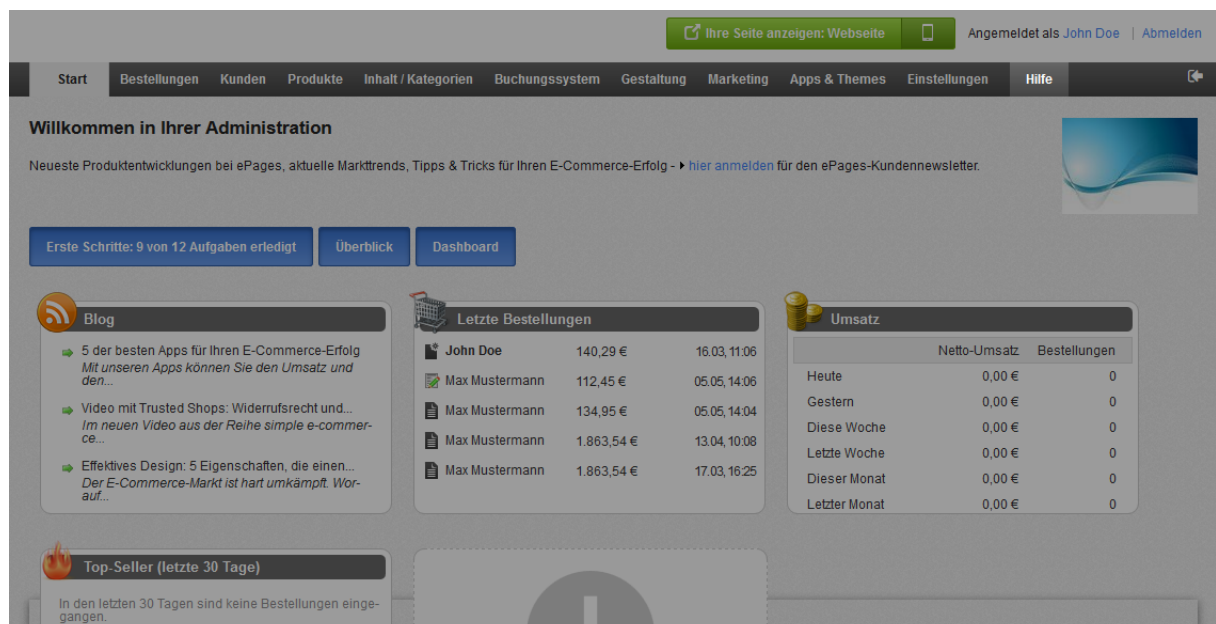 Ihre Seite anzeigen: Webseite
Angemeldet als John Doe | Abmelden
Start Bestellungen Kunden Produkte Inhalt / Kategorien Buchungssystem Gestaltung Marketing Apps & Themes Einstellungen Hilfe
Willkommen in Ihrer Administration
Neueste Produktentwicklungen bei ePages, aktuelle Markttrends, Tipps & Tricks für Ihren E-Commerce-Erfolg - hier anmelden für den ePages-Kundennewsletter.
Erste Schritte: 9 von 12 Aufgaben erledigt Überblick Dashboard
Blog
5 der besten Apps für Ihren E-Commerce-Erfolg
Mit unseren Apps können Sie den Umsatz und
den...
Video mit Trusted Shops: Widerrufsrecht und...
Im neuen Video aus der Reihe simple e-commer-
ce...
Effektives Design: 5 Eigenschaften, die einen...
Der E-Commerce-Markt ist hart umkämpft. Wor-
auf...
Letzte Bestellungen
John Doe 140,29 € 16.03, 11:06
Max Mustermann 112,45 € 05.05, 14:06
Max Mustermann 134,95 € 05.05, 14:04
Max Mustermann 1.863,54 € 13.04, 10:08
Max Mustermann 1.863,54 € 17.03, 16:25
Umsatz
Netto-Umsatz Bestellungen
Heute 0,00 € 0
Gestern 0,00 € 0
Diese Woche 0,00 € 0
Letzte Woche 0,00 € 0
Dieser Monat 0,00 € 0
Letzter Monat 0,00 € 0
Top-Seller (letzte 30 Tage)
In den letzten 30 Tagen sind keine Bestellungen einge-
gangen.